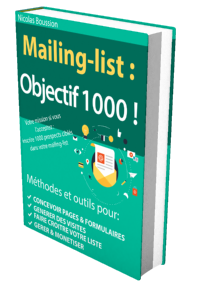 Nicolas Boussion
Mailing-list :
Objectif 1000 !
Votre mission si vous
l'acceptez :
inscrire 1000 prospects ciblés
dans votre mailing-list
Méthodes et outils pour:
✓ CONCEVOIR PAGES & FORMULAIRES
✓ GENERER DES VISITES
✓ FAIRE CROITRE VOTRE LISTE
✓ GERER & MONETISER